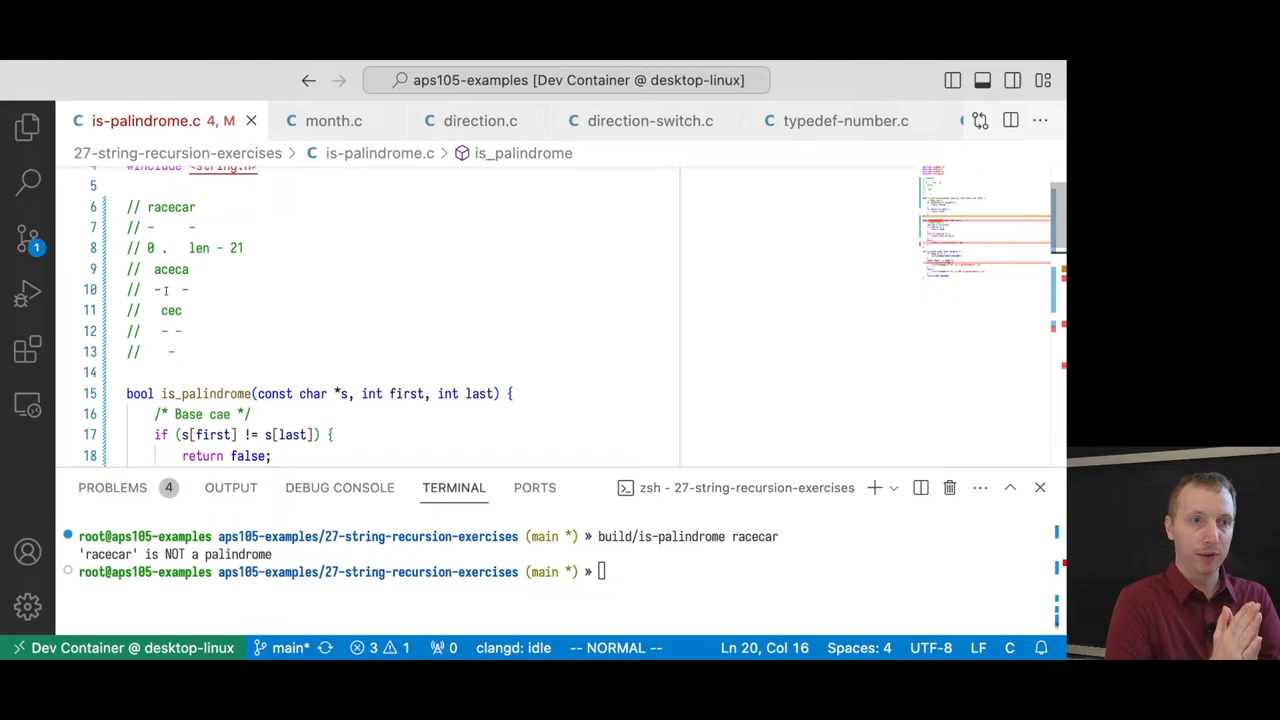 aps105-examples [Dev Container @ desktop-linux]
C is-palindrome.c 4, M C month.c C direction.c C direction-switch.c C typedef-number.c C
27-string-recursion-exercises > C is-palindrome.c > is_palindrome
4 #include <string.h>
5
6 // racecar
7 // - -
8 // 0 . len - 21
9 // aceca
10 // - -
11 // cec
12 // - -
13 // -
14
15 bool is_palindrome(const char *s, int first, int last) {
16 /* Base cae */
17 if (s[first] != s[last]) {
18 return false;
PROBLEMS 4 OUTPUT DEBUG CONSOLE TERMINAL PORTS zsh - 27-string-recursion-exercises
root@aps105-examples aps105-examples/27-string-recursion-exercises (main *) » build/is-palindrome racecar
'racecar' is NOT a palindrome
root@aps105-examples aps105-examples/27-string-recursion-exercises (main *) »
1
Dev Container @ desktop-linux main* 3 1 0 clangd: idle -- NORMAL -- Ln 20, Col 16 Spaces: 4 UTF-8 LF C